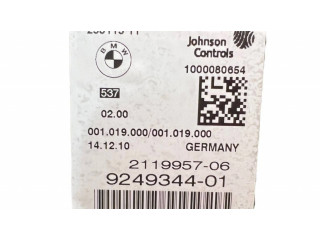 Johnson
Controls
BMW
1000080654
537
02.00
001.019.000/001.019.000
14.12.10
GERMANY
2119957-06
9249344-01